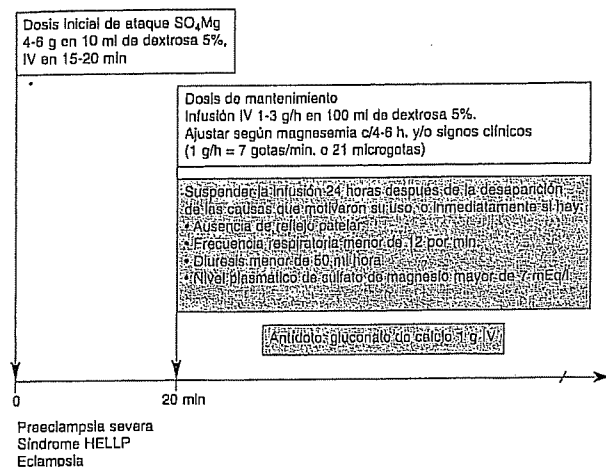 Dosis inicial de ataque SO₄Mg
4-6 g en 10 ml de dextrosa 5%,
IV en 15-20 min
Dosis de mantenimiento
Infusión IV 1-3 g/h en 100 ml de dextrosa 5%.
Ajustar según magnesemia c/4-6 h, y/o signos clínicos
(1 g/h = 7 gotas/min. o 21 microgotas)
Suspender la infusión 24 horas después de la desaparición
de las causas que motivaron su uso, o inmediatamente si hay:
• Ausencia de reflejo patelar.
• Frecuencia respiratoria menor de 12 por min.
• Diuresis menor de 50 ml hora
• Nivel plasmático de sulfato de magnesio mayor de 7 mEq/l
Antídoto: gluconato de calcio 1 g IV
0
20 min
Preeclampsia severa
Síndrome HELLP
Eclampsia